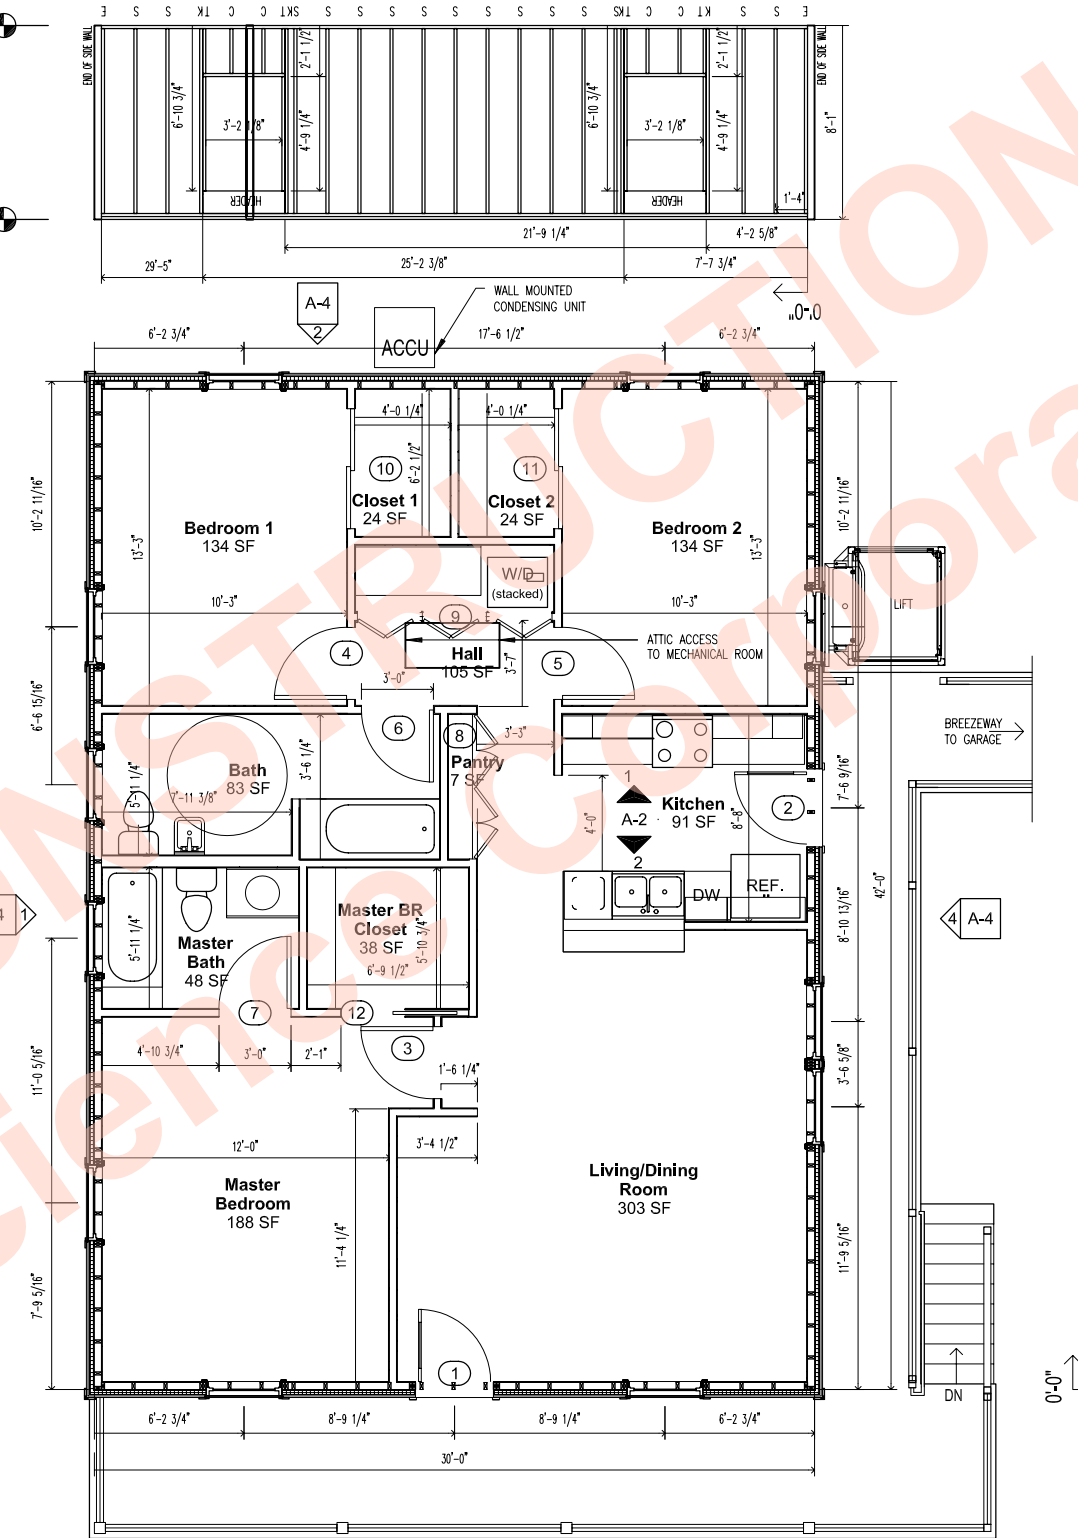 E S S TK C C SKT S S S S S S S S TKS C C KT S S E
END OF SIDE WALL
END OF SIDE WALL
6'-10 3/4"
2'-1 1/2"
3'-2 1/8"
4'-9 1/4"
6'-10 3/4"
2'-1 1/2"
3'-2 1/8"
4'-9 1/4"
8'-1"
HEADER
HEADER
1'-4"
21'-9 1/4"
4'-2 5/8"
29'-5"
25'-2 3/8"
7'-7 3/4"
0'-0"
A-4
2
WALL MOUNTED
CONDENSING UNIT
ACCU
6'-2 3/4"
17'-6 1/2"
6'-2 3/4"
4'-0 1/4"
4'-0 1/4"
6'-2 1/2"
10
11
Closet 1
24 SF
Closet 2
24 SF
Bedroom 1
134 SF
Bedroom 2
134 SF
10'-2 11/16"
10'-2 11/16"
13'-3"
13'-3"
W/D
(stacked)
10'-3"
10'-3"
9
LIFT
ATTIC ACCESS
TO MECHANICAL ROOM
4
Hall
105 SF
5
3'-7"
3'-0"
6'-6 15/16"
BREEZEWAY
TO GARAGE
6
8
3'-3"
3'-6 1/4"
Pantry
7 SF
Bath
83 SF
5'-11 1/4"
7'-11 3/8"
1
A-2
2
Kitchen
91 SF
2
4'-0"
8'-8"
7'-6 9/16"
REF.
DW
42'-0"
8'-10 13/16"
4 1
4 A-4
Master
Bath
48 SF
5'-11 1/4"
Master BR
Closet
38 SF
6'-9 1/2"
5'-10 3/4"
7
12
3
4'-10 3/4"
3'-0"
2'-1"
1'-6 1/4"
3'-6 5/8"
11'-0 5/16"
12'-0"
3'-4 1/2"
Living/Dining
Room
303 SF
Master
Bedroom
188 SF
11'-4 1/4"
11'-9 5/16"
7'-9 5/16"
1
DN
0'-0"
6'-2 3/4"
8'-9 1/4"
8'-9 1/4"
6'-2 3/4"
30'-0"
ONSTRUCTION
cience Corpora